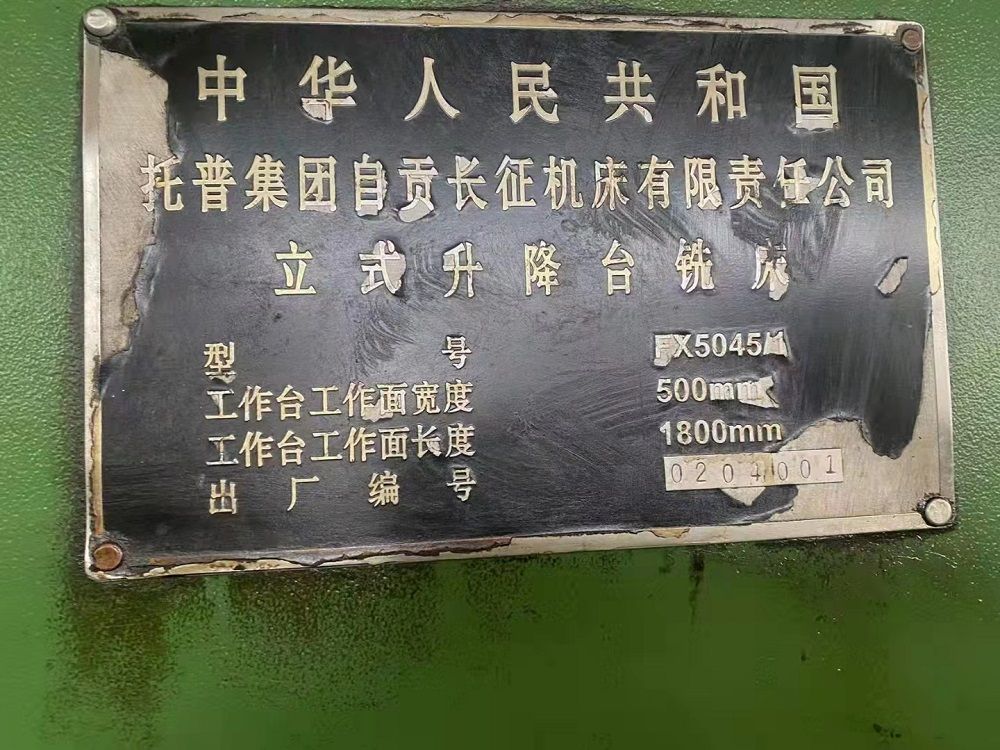 中华人民共和国
托普集团自贡长征机床有限责任公司
立式升降台铣床
型号 FX5045/1
工作台工作面宽度 500mm
工作台工作面长度 1800mm
出厂编号 0204001